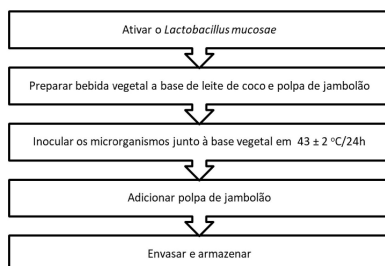 Ativar o Lactobacillus mucosae
Preparar bebida vegetal a base de leite de coco e polpa de jambolão
Inocular os microrganismos junto à base vegetal em 43 ± 2 ºC/24h
Adicionar polpa de jambolão
Envasar e armazenar